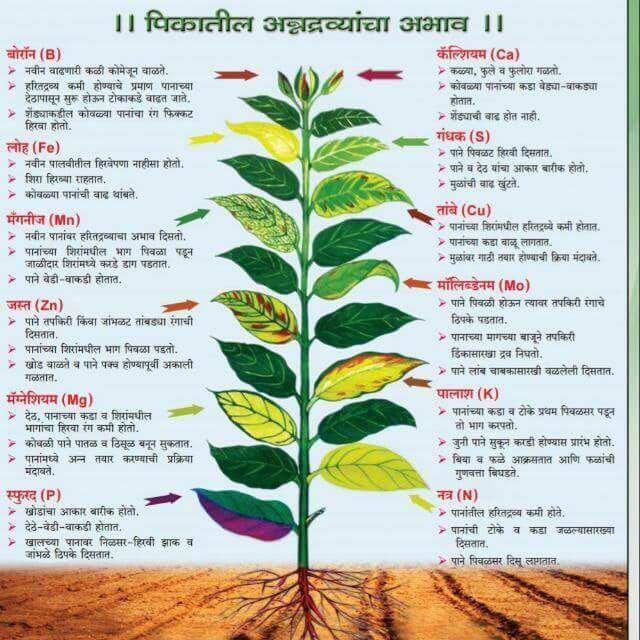 ।। पिकातील अन्नद्रव्यांचा अभाव ।।
बोरॉन (B)
➢ नवीन वाढणारी कळी कोमेजून वाळते.
➢ हरितद्रव्य कमी होण्याचे प्रमाण पानाच्या
देठापासून सुरू होऊन टोकाकडे वाढत जाते.
➢ शेंड्याकडील कोवळ्या पानांचा रंग फिक्कट
हिरवा होतो.
लोह (Fe)
➢ नवीन पालवीतील हिरवेपणा नाहीसा होतो.
➢ शिरा हिरव्या राहतात.
➢ कोवळ्या पानांची वाढ थांबते.
मँगनीज (Mn)
➢ नवीन पानांवर हरितद्रव्याचा अभाव दिसतो.
➢ पानांच्या शिरांमधील भाग पिवळा पडून
जाळीदार शिरांमध्ये करडे डाग पडतात.
➢ पाने वेडी-वाकडी होतात.
जस्त (Zn)
➢ पाने तपकिरी किंवा जांभळट तांबड्या रंगाची
दिसतात.
➢ पानांच्या शिरांमधील भाग पिवळा पडतो.
➢ खोड वाळते व पाने पक्व होण्यापूर्वी अकाली
गळतात.
मॅग्नेशियम (Mg)
➢ देठ, पानाच्या कडा व शिरांमधील
भागांचा हिरवा रंग कमी होतो.
➢ कोवळी पाने पातळ व ठिसूळ बनून सुकतात.
➢ पानांमध्ये अन्न तयार करण्याची प्रक्रिया
मंदावते.
स्फुरद (P)
➢ खोडांचा आकार बारीक होतो.
➢ देठे-वेडी-वाकडी होतात.
➢ खालच्या पानावर निळसर-हिरवी झाक व
जांभळे ठिपके दिसतात.
कॅल्शियम (Ca)
➢ कळ्या, फुले व फुलोरा गळतो.
➢ कोवळ्या पानांच्या कडा वेड्या-वाकड्या
होतात.
➢ शेंड्याची वाढ होत नाही.
गंधक (S)
➢ पाने पिवळट हिरवी दिसतात.
➢ पाने व देठ यांचा आकार बारीक होतो.
➢ मुळांची वाढ खुंटते.
तांबे (Cu)
➢ पानांच्या शिरांमधील हरितद्रव्ये कमी होतात.
➢ पानांच्या कडा वाळू लागतात.
➢ मुळांवर गाठी तयार होण्याची क्रिया मंदावते.
मॉलिब्डेनम (Mo)
➢ पाने पिवळी होऊन त्यावर तपकिरी रंगाचे
ठिपके पडतात.
➢ पानाच्या मागच्या बाजूने तपकिरी
डिंकासारखा द्रव निघतो.
➢ पाने लांब चाबकासारखी वळलेली दिसतात.
पालाश (K)
➢ पानांच्या कडा व टोके प्रथम पिवळसर पडून
तो भाग करपतो.
➢ जुनी पाने सुकून करडी होण्यास प्रारंभ होतो.
➢ बिया व फळे आक्रसतात आणि फळांची
गुणवत्ता बिघडते.
नत्र (N)
➢ पानांतील हरितद्रव्य कमी होते.
➢ पानांची टोके व कडा जळल्यासारख्या
दिसतात.
➢ पाने पिवळसर दिसू लागतात.